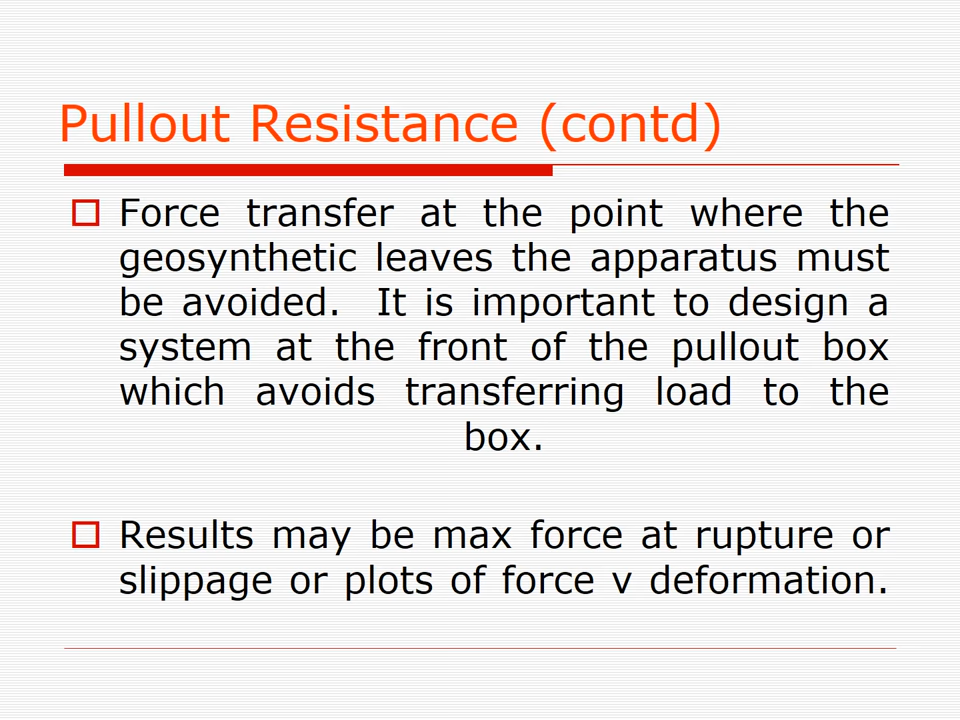 Pullout Resistance (contd)
Force transfer at the point where the
geosynthetic leaves the apparatus must
be avoided. It is important to design a
system at the front of the pullout box
which avoids transferring load to the
box.
Results may be max force at rupture or
slippage or plots of force v deformation.